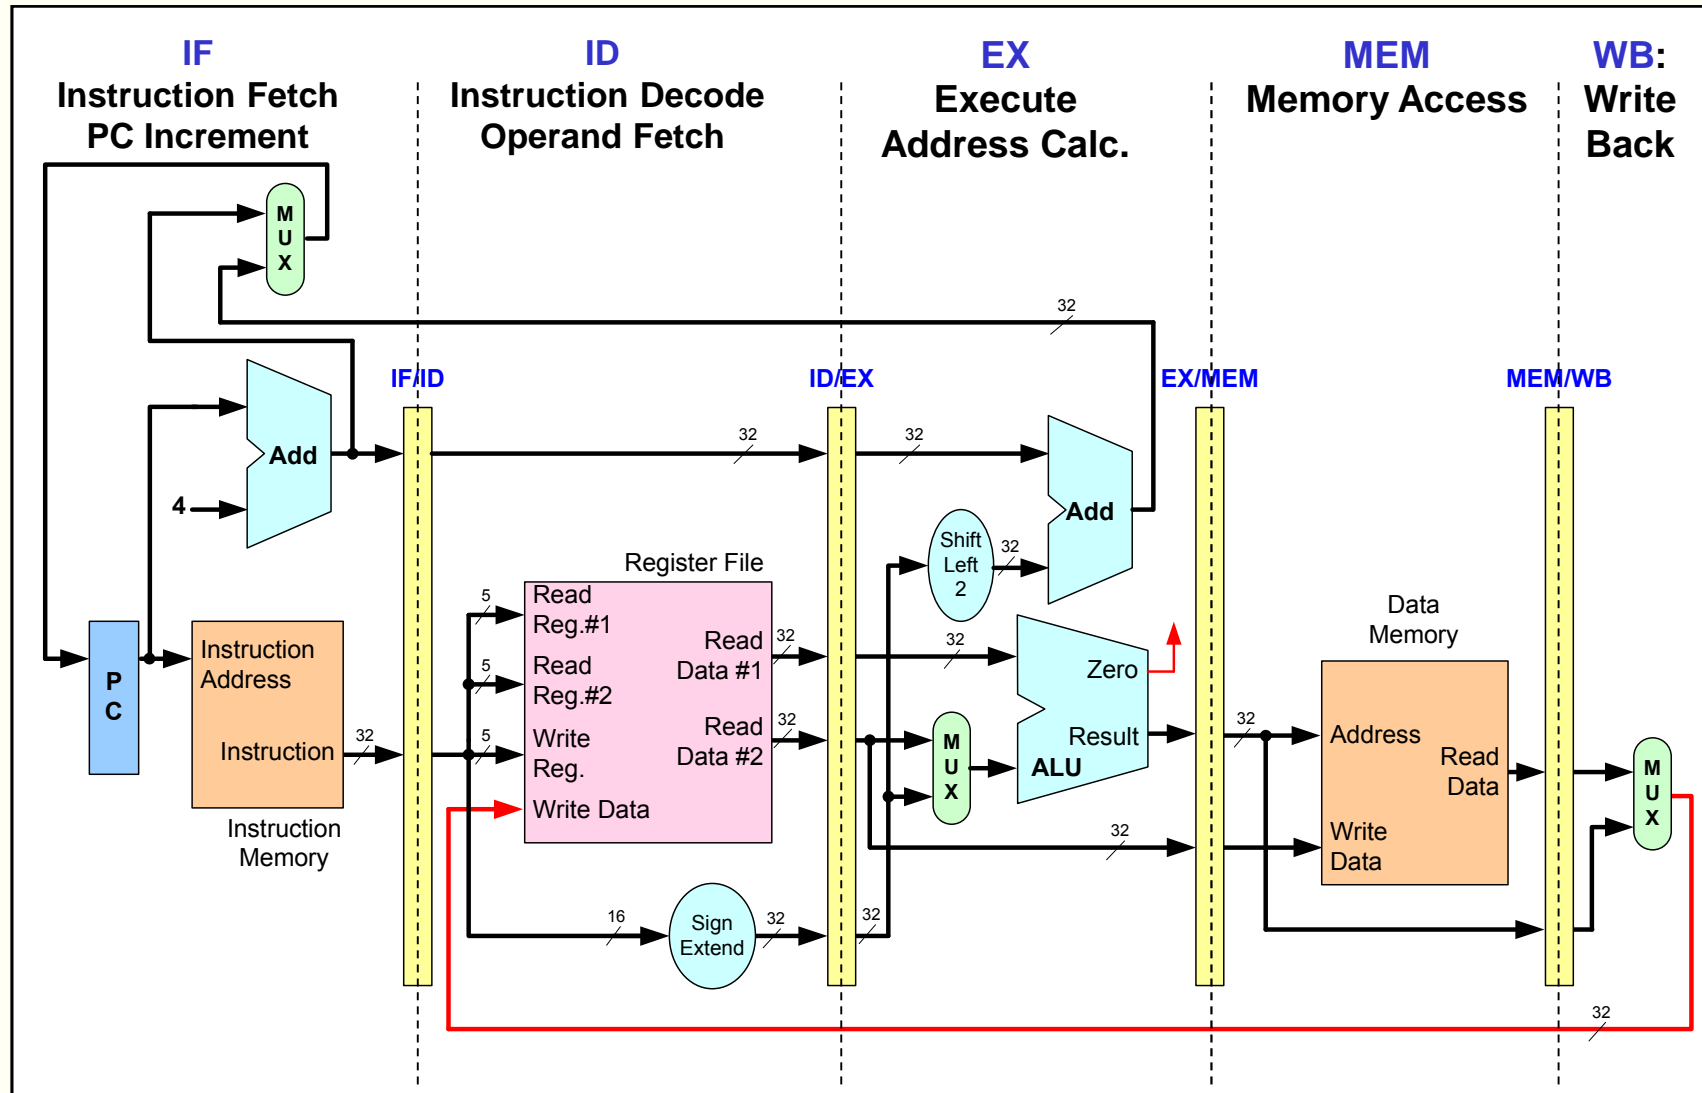 IF
Instruction Fetch
PC Increment
ID
Instruction Decode
Operand Fetch
EX
Execute
Address Calc.
MEM
Memory Access
WB:
Write
Back
M
U
X
32
IF/ID
ID/EX
EX/MEM
MEM/WB
Add
4
32
32
Add
Shift
Left
2
32
Register File
P
C
Instruction
Address
Instruction
32
Instruction
Memory
5
Read
Reg.#1
5
Read
Reg.#2
5
Write
Reg.
Write Data
Read
Data #1
32
Read
Data #2
32
16
Sign
Extend
32
32
32
M
U
X
Zero
Result
ALU
32
32
Data
Memory
Address
Read
Data
Write
Data
M
U
X
32